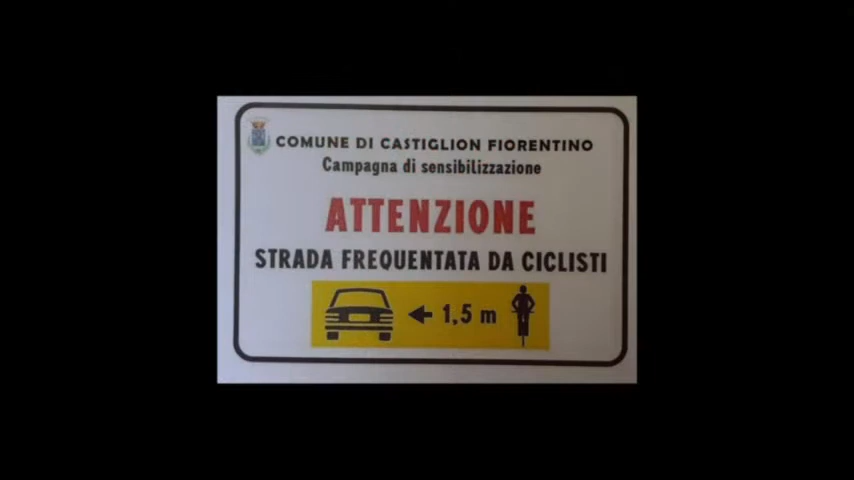 COMUNE DI CASTIGLION FIORENTINO
Campagna di sensibilizzazione
ATTENZIONE
STRADA FREQUENTATA DA CICLISTI
1,5 m